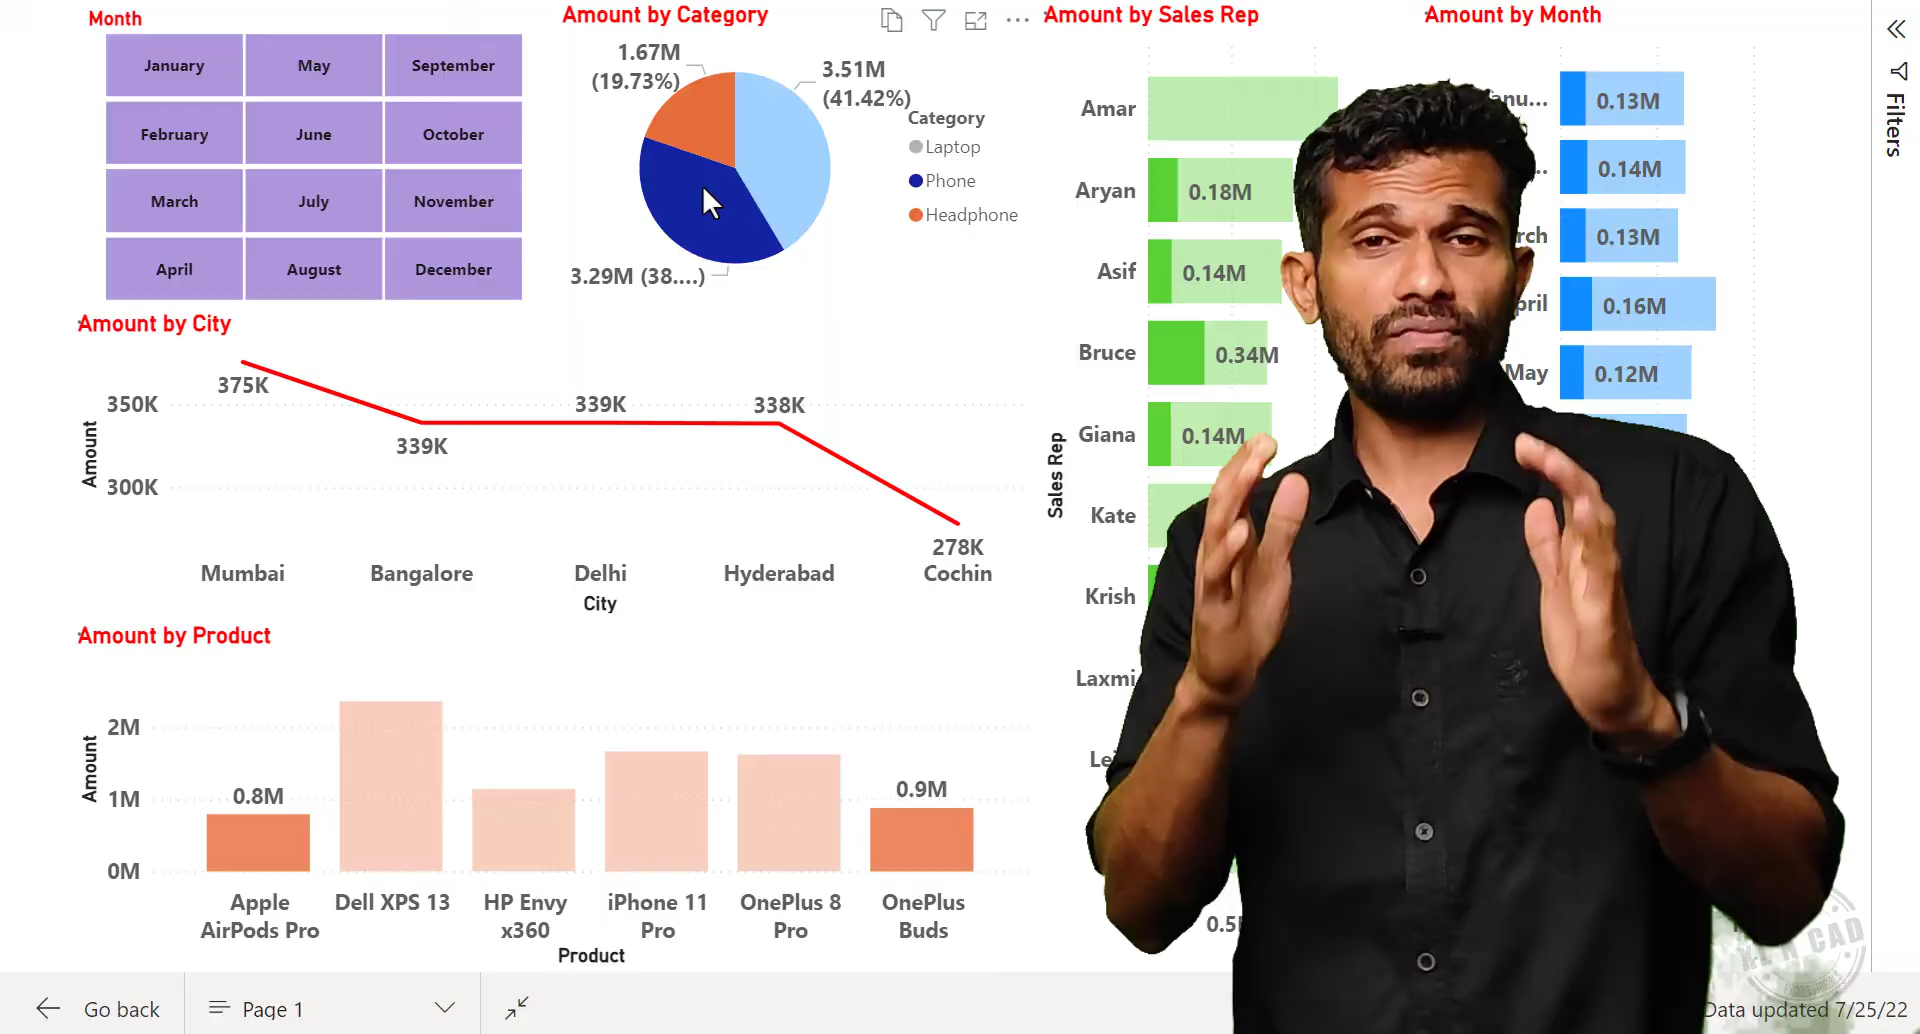 Month
January
May
September
February
June
October
March
July
November
April
August
December
Amount by Category
1.67M
(19.73%)
3.51M
(41.42%)
3.29M (38....)
Category
Laptop
Phone
Headphone
Amount by City
Amount
350K
300K
375K
339K
339K
338K
278K
Mumbai
Bangalore
Delhi
Hyderabad
Cochin
City
Amount by Product
Amount
2M
1M
0M
0.8M
0.9M
Apple
AirPods Pro
Dell XPS 13
HP Envy
x360
iPhone 11
Pro
OnePlus 8
Pro
OnePlus
Buds
Product
Amount by Sales Rep
Sales Rep
Amar
Aryan
0.18M
Asif
0.14M
Bruce
0.34M
Giana
0.14M
Kate
Krish
Laxmi
Amount by Month
0.13M
0.14M
0.13M
0.16M
May
0.12M
Filters
Go back
Page 1
CAD
Data updated 7/25/22